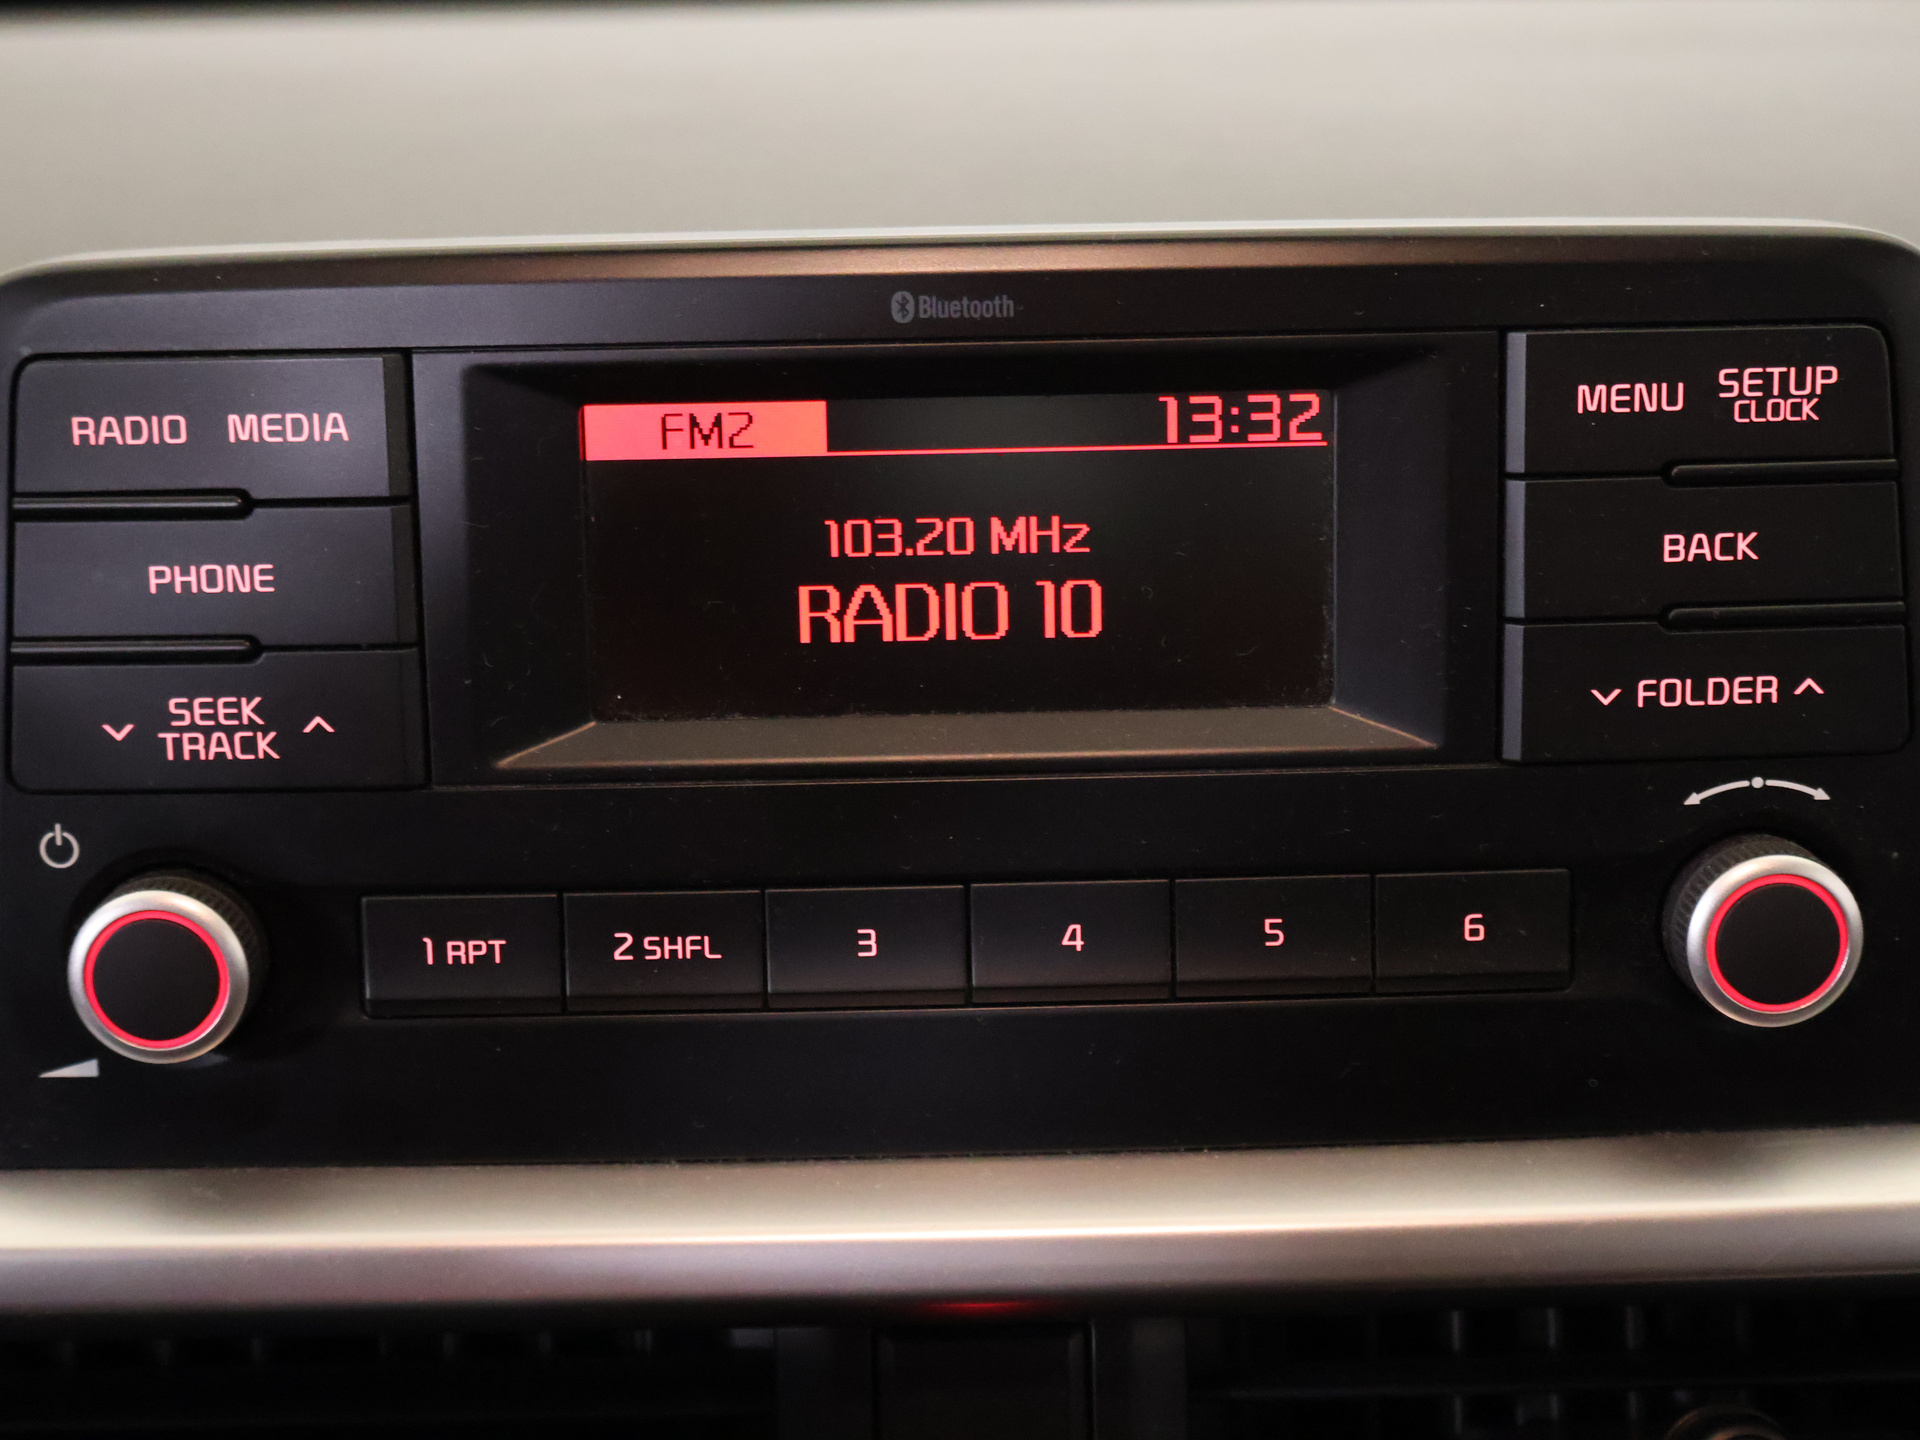 Bluetooth
RADIO MEDIA
FM2
13:32
MENU SETUP
CLOCK
PHONE
103.20 MHz
BACK
RADIO 10
SEEK
TRACK
FOLDER
1 RPT
2 SHFL
3
4
5
6